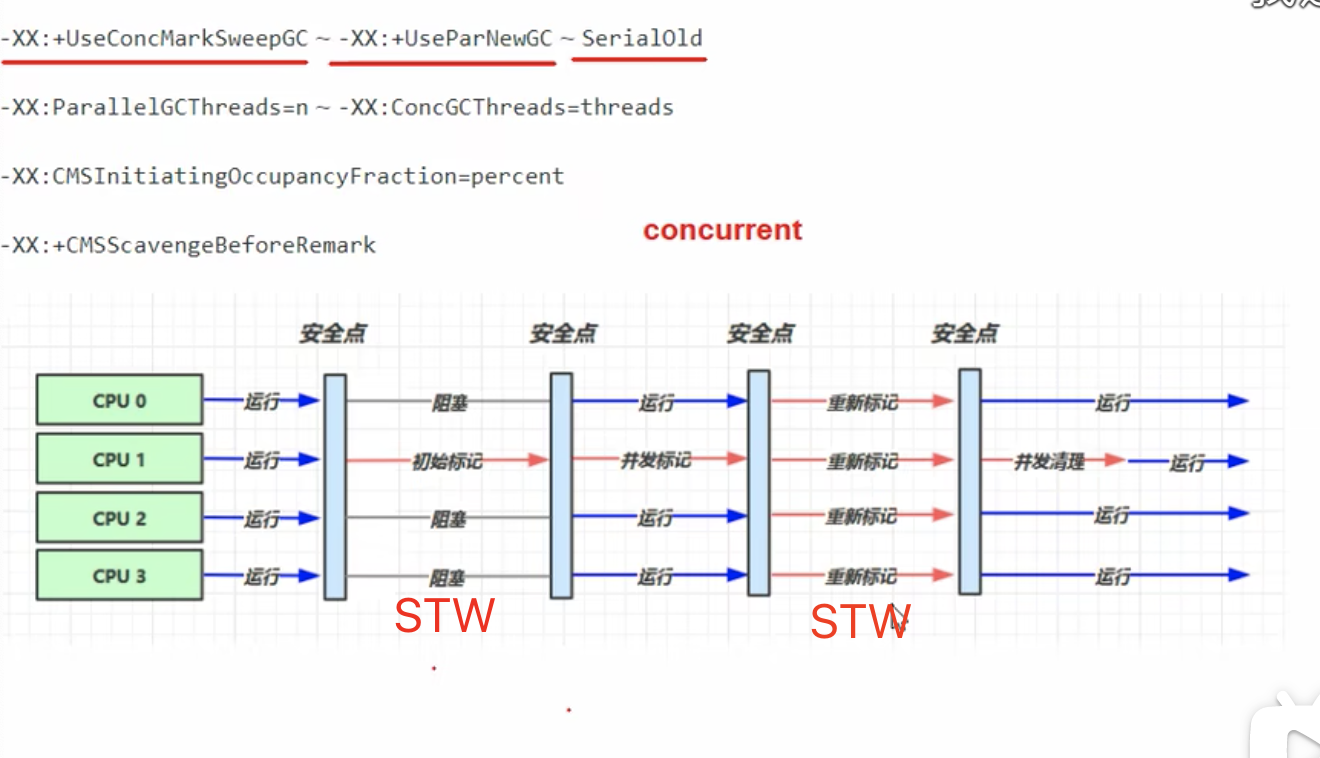 -XX:+UseConcMarkSweepGC ~ -XX:+UseParNewGC ~ SerialOld
-XX:ParallelGCThreads=n ~ -XX:ConcGCThreads=threads
-XX:CMSInitiatingOccupancyFraction=percent
-XX:+CMSScavengeBeforeRemark
concurrent
安全点 安全点 安全点 安全点
CPU 0 运行 阻塞 运行 重新标记 运行
CPU 1 运行 初始标记 并发标记 重新标记 并发清理 运行
CPU 2 运行 阻塞 运行 重新标记 运行
CPU 3 运行 阻塞 运行 重新标记 运行
STW STW